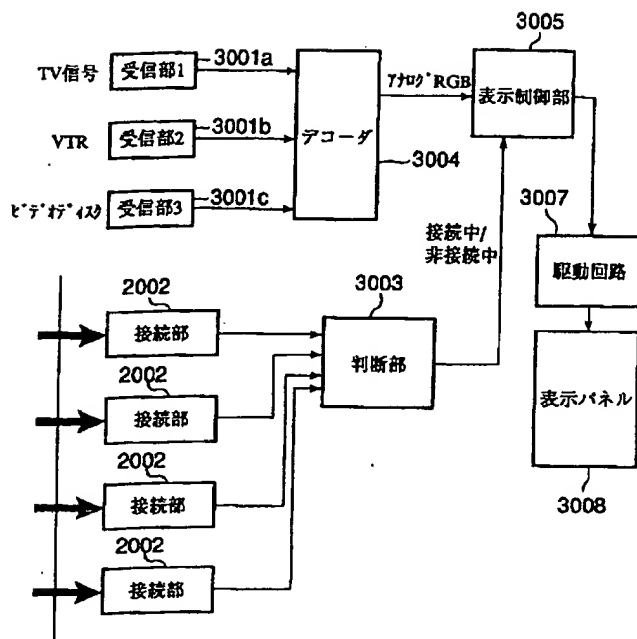 3005
TV信号
受信部1
3001a
アナログRGB
表示制御部
VTR
受信部2
3001b
デコーダ
3004
ビデオディスク
受信部3
3001c
接続中/
非接続中
3007
駆動回路
2002
接続部
3003
判断部
2002
接続部
表示パネル
2002
接続部
3008
2002
接続部